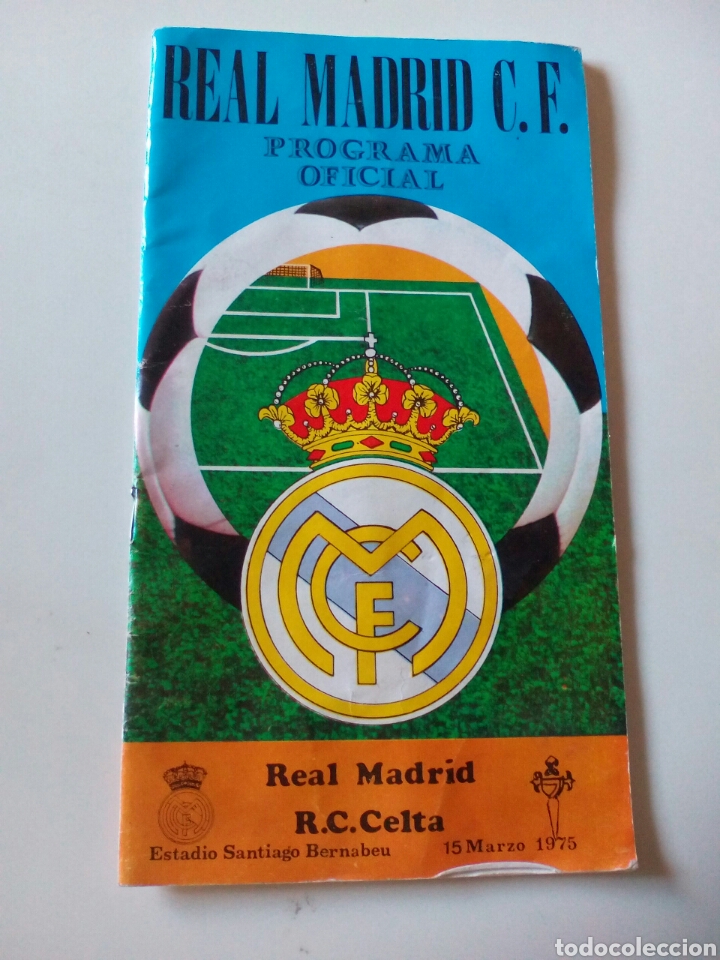 REAL MADRID C.F.
PROGRAMA
OFICIAL
MCF
Real Madrid
R.C.Celta
Estadio Santiago Bernabeu 15 Marzo 1975
todocoleccion